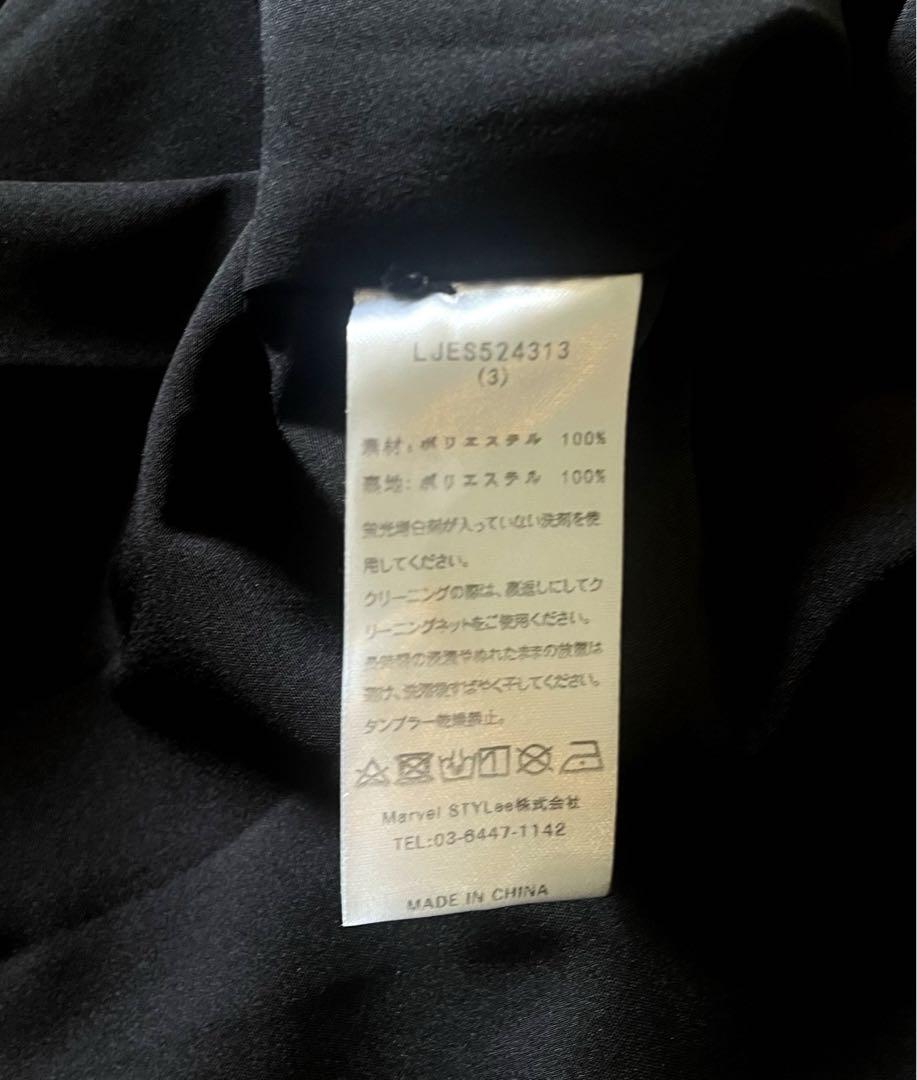 LJES524313
(3)
素材:ポリエステル 100%
裏地:ポリエステル 100%
蛍光増白剤が入っていない洗剤を使
用してください。
クリーニングの際は、裏返しにしてク
リーニングネットをご使用ください。
長時間の浸漬やぬれたままの放置は
避け、洗濯後すばやく干してください。
タンブラー乾燥禁止。
Marvel STYLee株式会社
TEL:03-6447-1142
MADE IN CHINA